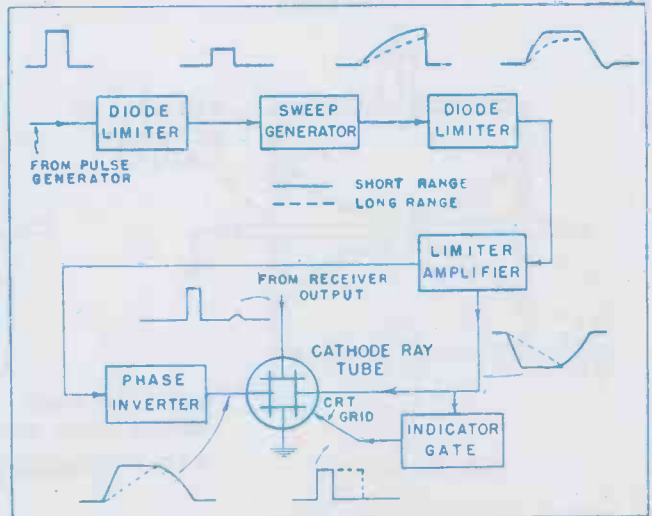 DIODE
LIMITER
SWEEP
GENERATOR
DIODE
LIMITER
FROM PULSE
GENERATOR
SHORT RANGE
LONG RANGE
LIMITER
AMPLIFIER
FROM RECEIVER
OUTPUT
CATHODE RAY
TUBE
PHASE
INVERTER
CRT
GRID
INDICATOR
GATE